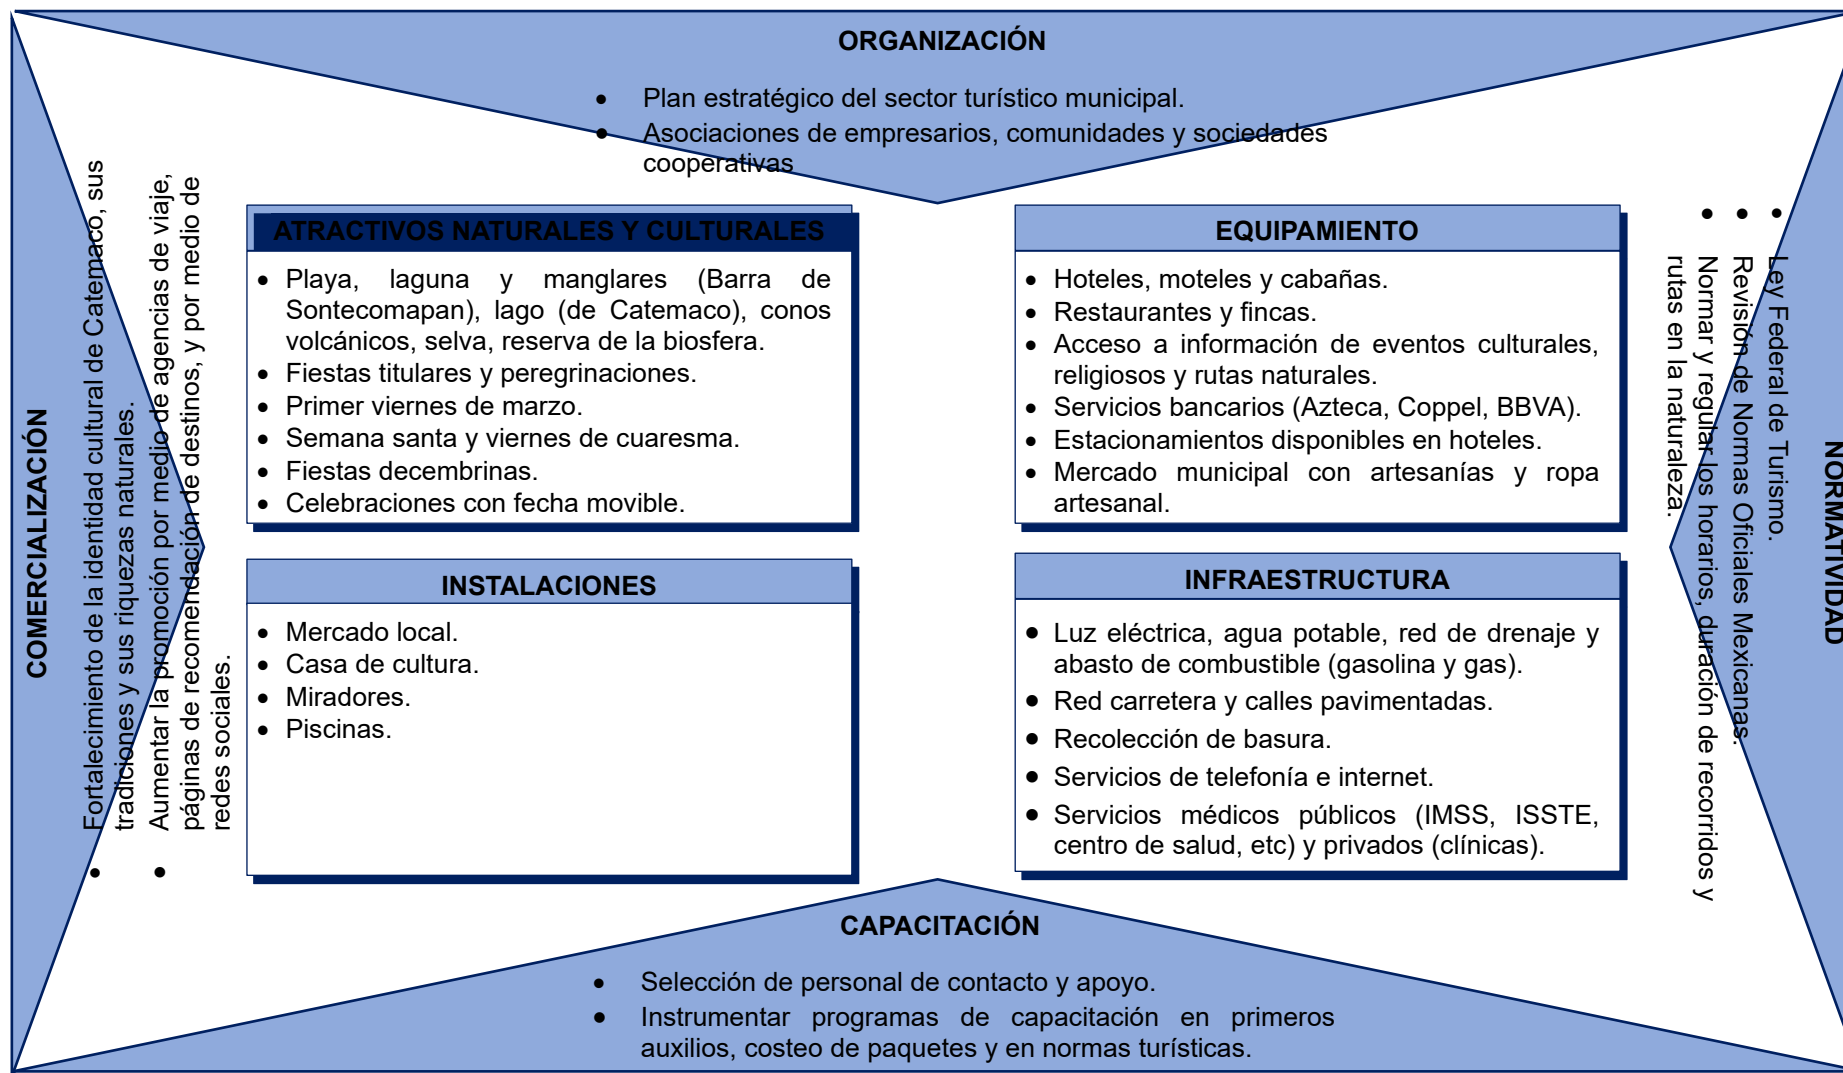 ORGANIZACIÓN
• Plan estratégico del sector turístico municipal.
• Asociaciones de empresarios, comunidades y sociedades
cooperativas
COMERCIALIZACIÓN
• Fortalecimiento de la identidad cultural de Catemaco, sus
tradiciones y sus riquezas naturales.
• Aumentar la promoción por medio de agencias de viaje,
páginas de recomendación de destinos, y por medio de
redes sociales.
ATRACTIVOS NATURALES Y CULTURALES
• Playa, laguna y manglares (Barra de
Sontecomapan), lago (de Catemaco), conos
volcánicos, selva, reserva de la biosfera.
• Fiestas titulares y peregrinaciones.
• Primer viernes de marzo.
• Semana santa y viernes de cuaresma.
• Fiestas decembrinas.
• Celebraciones con fecha movible.
EQUIPAMIENTO
• Hoteles, moteles y cabañas.
• Restaurantes y fincas.
• Acceso a información de eventos culturales,
religiosos y rutas naturales.
• Servicios bancarios (Azteca, Coppel, BBVA).
• Estacionamientos disponibles en hoteles.
• Mercado municipal con artesanías y ropa
artesanal.
INSTALACIONES
• Mercado local.
• Casa de cultura.
• Miradores.
• Piscinas.
INFRAESTRUCTURA
• Luz eléctrica, agua potable, red de drenaje y
abasto de combustible (gasolina y gas).
• Red carretera y calles pavimentadas.
• Recolección de basura.
• Servicios de telefonía e internet.
• Servicios médicos públicos (IMSS, ISSTE,
centro de salud, etc) y privados (clínicas).
NORMATIVIDAD
• Ley Federal de Turismo.
• Revisión de Normas Oficiales Mexicanas.
• Normar y regular los horarios, duración de recorridos y
rutas en la naturaleza.
CAPACITACIÓN
• Selección de personal de contacto y apoyo.
• Instrumentar programas de capacitación en primeros
auxilios, costeo de paquetes y en normas turísticas.